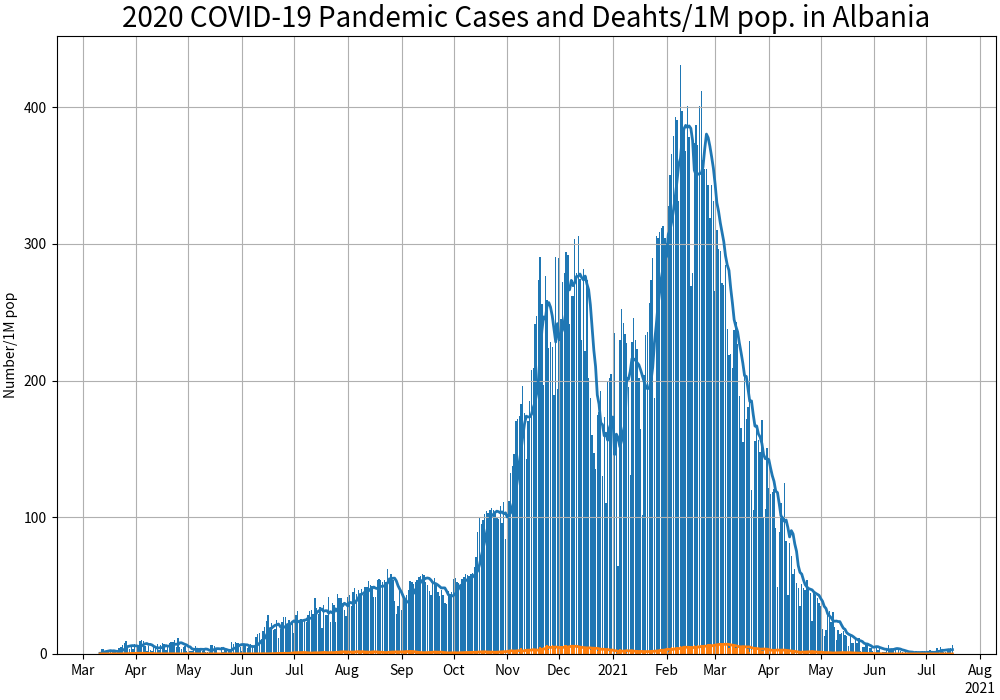 2020 COVID-19 Pandemic Cases and Deahts/1M pop. in Albania
Number/1M pop
400
300
200
100
0
Mar Apr May Jun Jul Aug Sep Oct Nov Dec 2021 Feb Mar Apr May Jun Jul Aug
2021